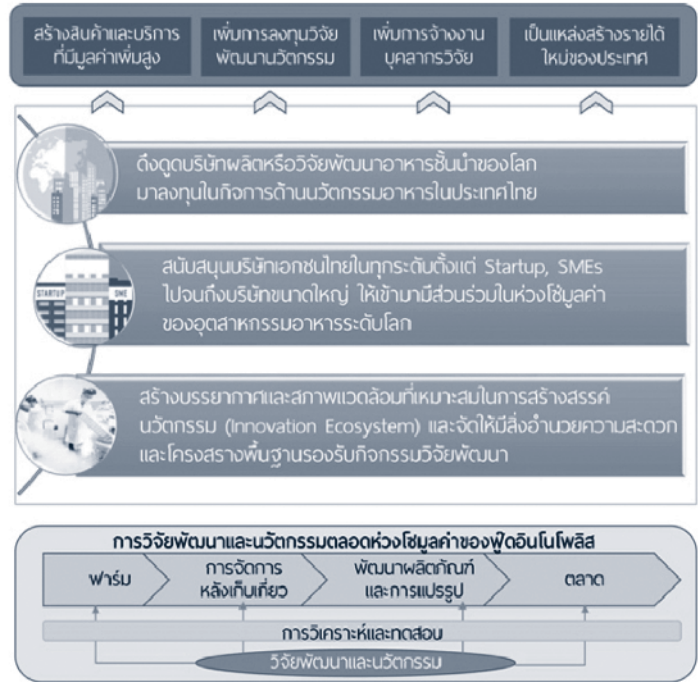 สร้างสินค้าและบริการ
ที่มีมูลค่าเพิ่มสูง
เพิ่มการลงทุนวิจัย
พัฒนานวัตกรรม
เพิ่มการจ้างงาน
บุคลากรวิจัย
เป็นแหล่งสร้างรายได้
ใหม่ของประเทศ
ดึงดูดบริษัทผลิตหรือวิจัยพัฒนาอาหารชั้นนำของโลก
มาลงทุนในกิจการด้านนวัตกรรมอาหารในประเทศไทย
STARTUP
SME
สนับสนุนบริษัทเอกชนไทยในทุกระดับตั้งแต่ Startup, SMEs
ไปจนถึงบริษัทขนาดใหญ่ ให้เข้ามามีส่วนร่วมในห่วงโซ่มูลค่า
ของอุตสาหกรรมอาหารระดับโลก
สร้างบรรยากาศและสภาพแวดล้อมที่เหมาะสมในการสร้างสรรค์
นวัตกรรม (Innovation Ecosystem) และจัดให้มีสิ่งอำนวยความสะดวก
และโครงสรางพื้นฐานรองรับกิจกรรมวิจัยพัฒนา
การวิจัยพัฒนาและนวัตกรรมตลอดห่วงโซ่มูลค่าของฟู้ดอินโนโพลิส
ฟาร์ม
การจัดการ
หลังเก็บเกี่ยว
พัฒนาผลิตภัณฑ์
และการแปรรูป
ตลาด
การวิเคราะห์และทดสอบ
วิจัยพัฒนาและนวัตกรรม